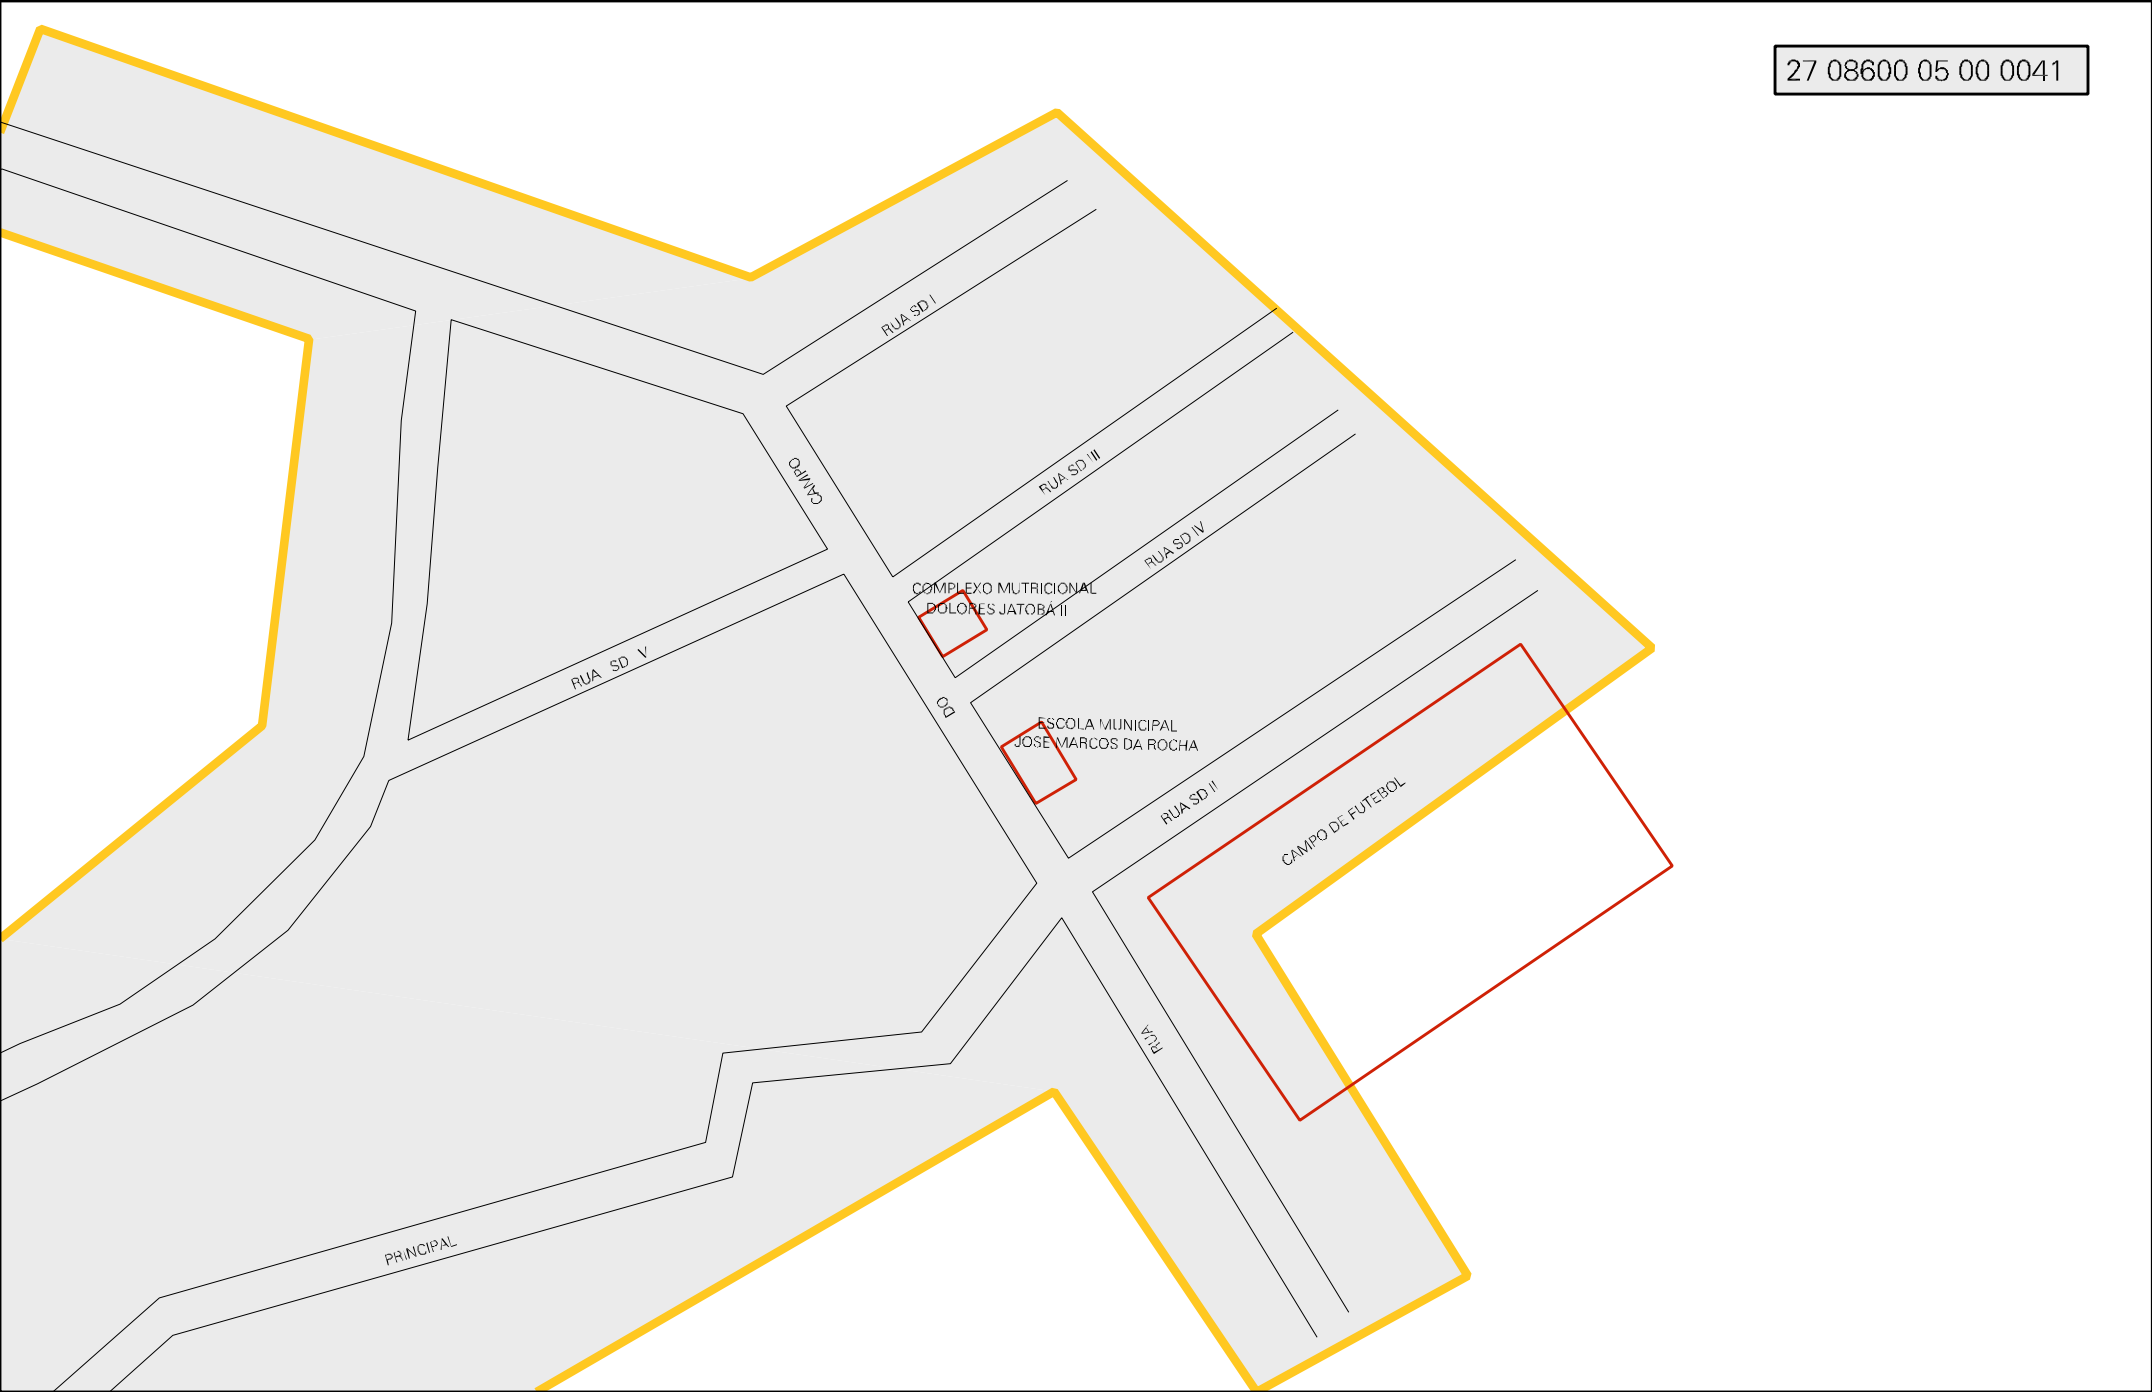 27 08600 05 00 0041
RUA SD I
CAMPO
RUA SD III
RUA SD IV
COMPLEXO MUTRICIONAL
DOLORES JATOBÁ II
RUA SD V
DO
ESCOLA MUNICIPAL
JOSE MARCOS DA ROCHA
RUA SD II
CAMPO DE FUTEBOL
RUA
PRINCIPAL